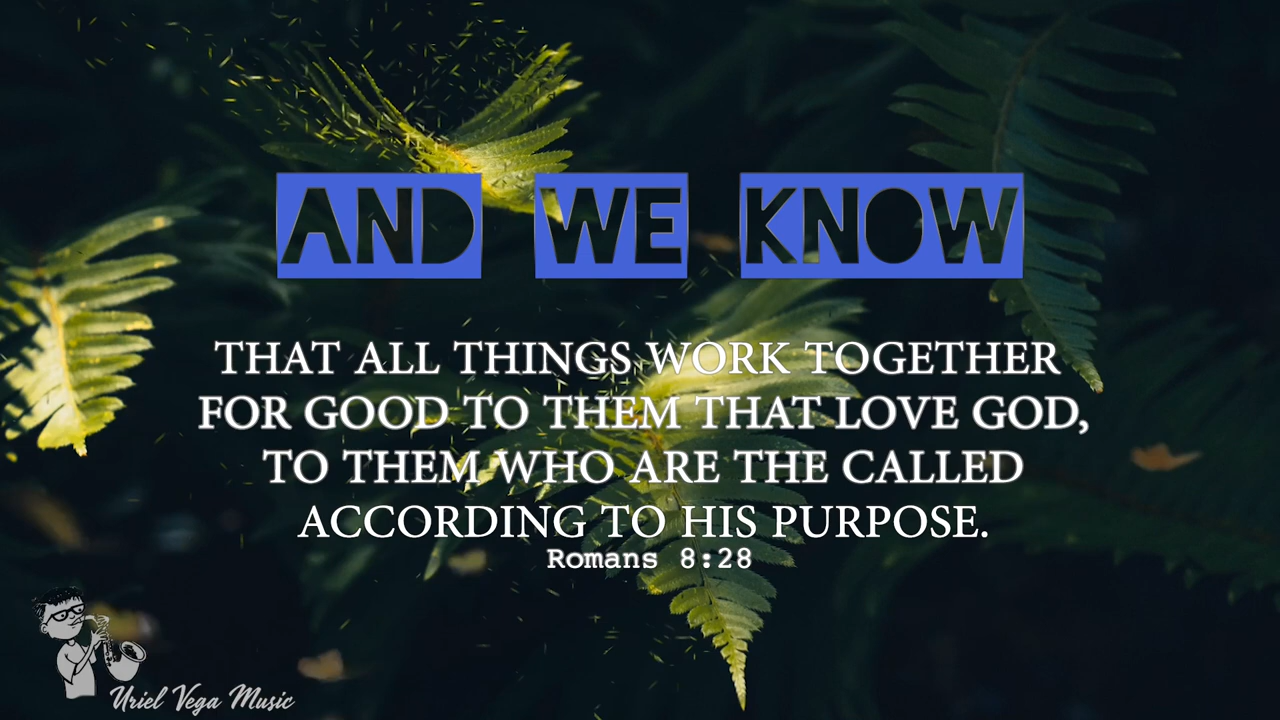 AND WE KNOW
THAT ALL THINGS WORK TOGETHER
FOR GOOD TO THEM THAT LOVE GOD,
TO THEM WHO ARE THE CALLED
ACCORDING TO HIS PURPOSE.
Romans 8:28
Uriel Vega Music